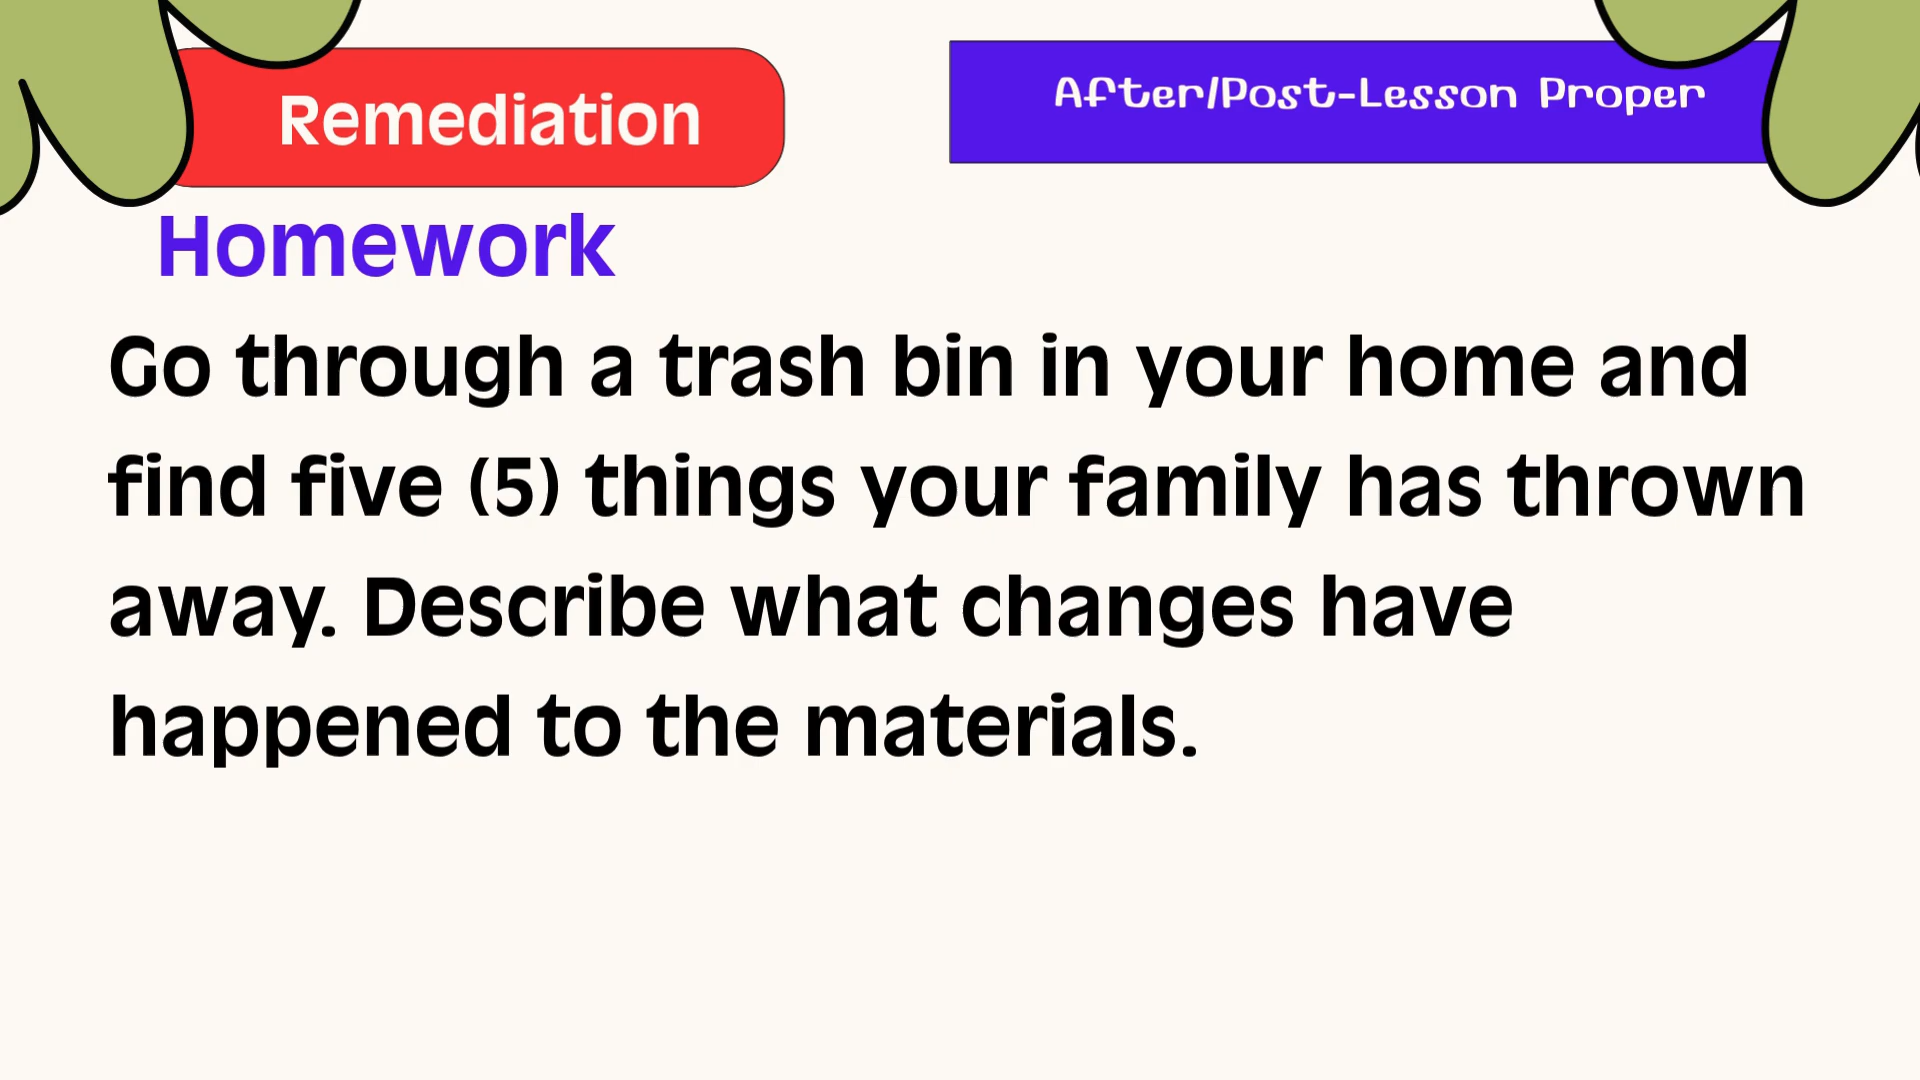 Remediation
After/Post-Lesson Proper
Homework
Go through a trash bin in your home and
find five (5) things your family has thrown
away. Describe what changes have
happened to the materials.